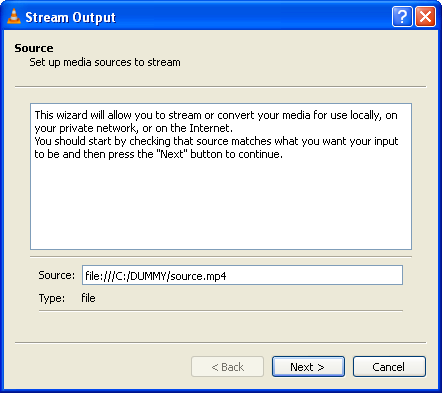 Stream Output
Source
Set up media sources to stream
This wizard will allow you to stream or convert your media for use locally, on
your private network, or on the Internet.
You should start by checking that source matches what you want your input
to be and then press the "Next" button to continue.
Source: file:///C:/DUMMY/source.mp4
Type: file
< Back Next > Cancel